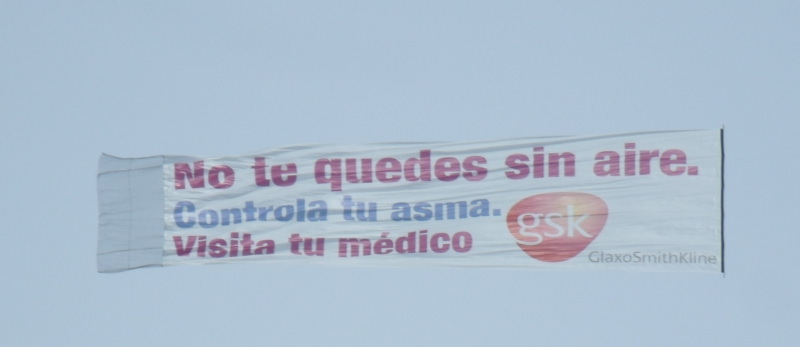 No te quedes sin aire.
Controla tu asma.
Visita tu médico
gsk
GlaxoSmithKline